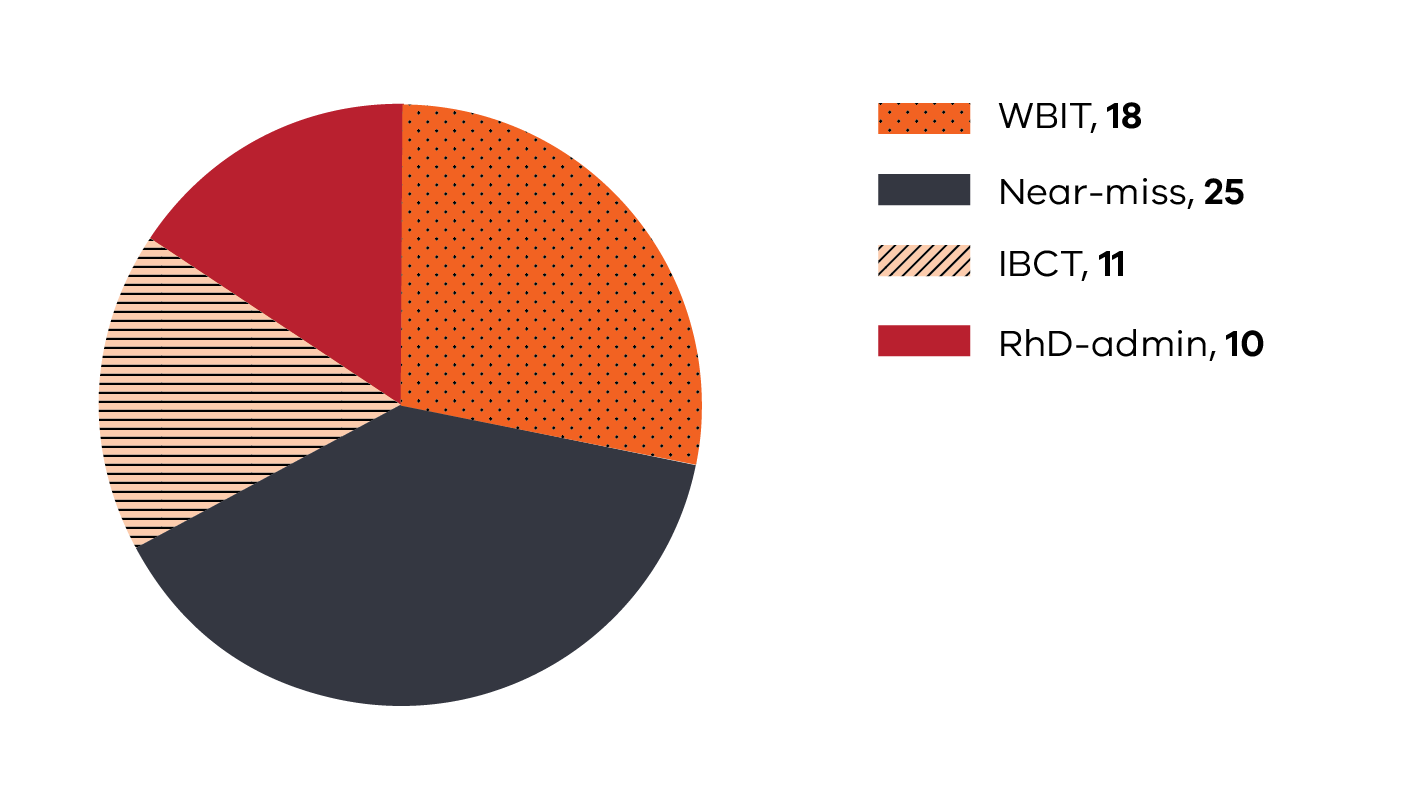 WBIT, 18
Near-miss, 25
IBCT, 11
RhD-admin, 10